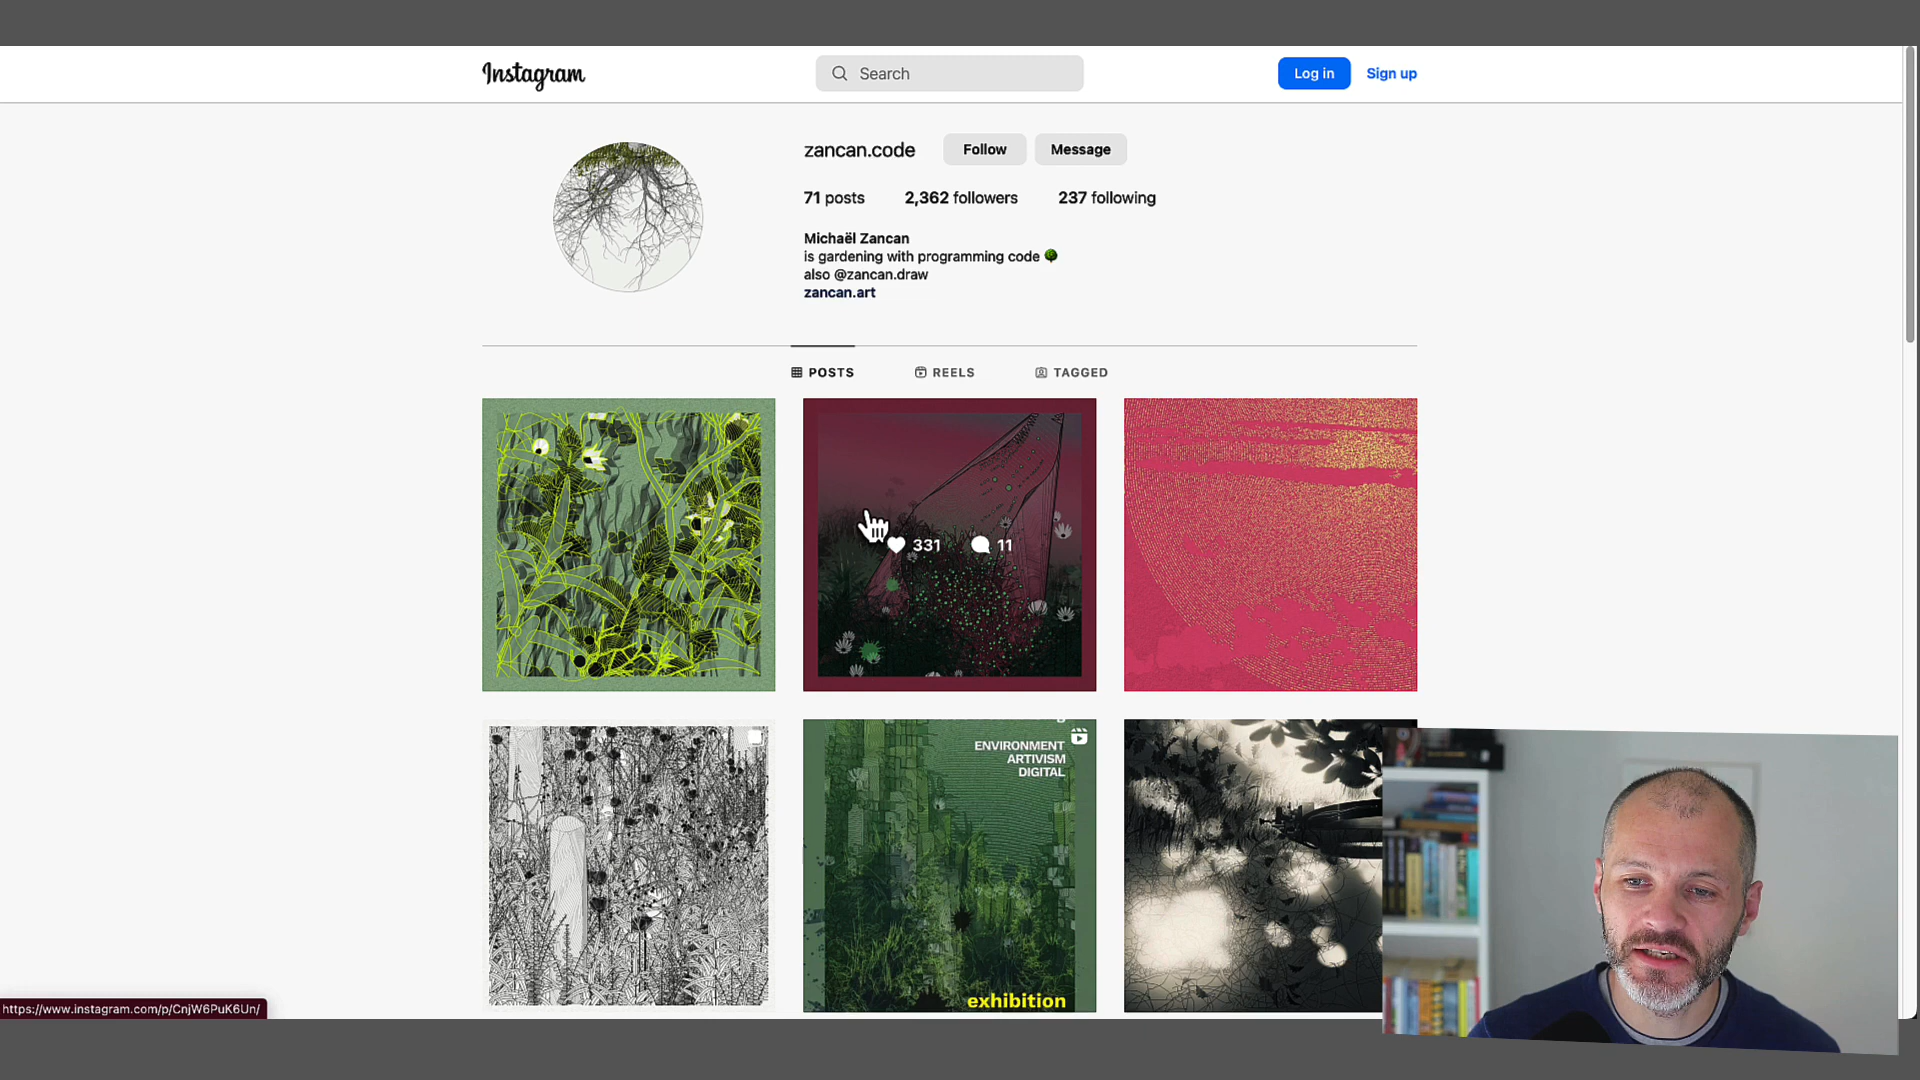 Instagram
Search
Log in
Sign up
zancan.code
Follow
Message
71 posts
2,362 followers
237 following
Michaël Zancan
is gardening with programming code
also @zancan.draw
zancan.art
POSTS
REELS
TAGGED
331
11
ENVIRONMENT
ARTIVISM
DIGITAL
exhibition
https://www.instagram.com/p/CnjW6PuK6Un/